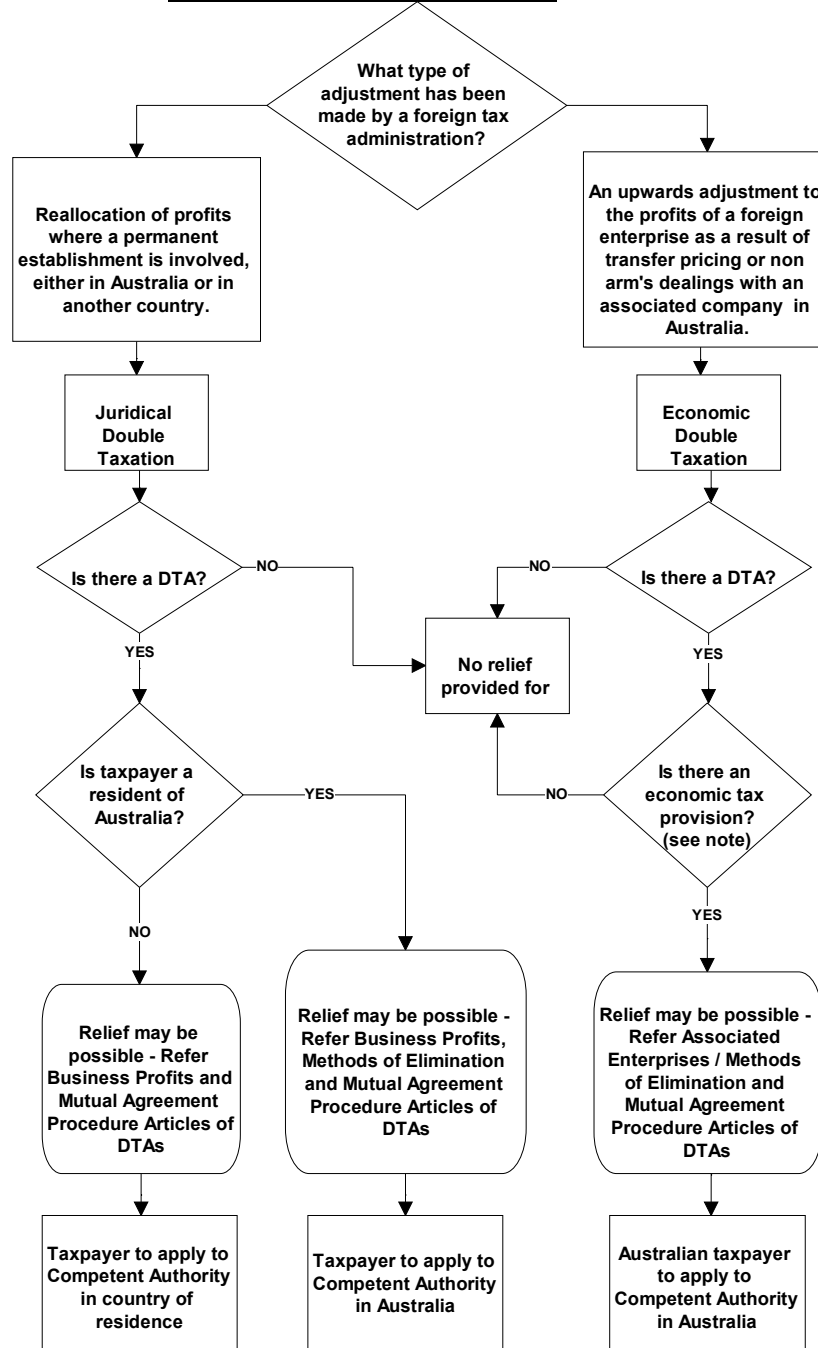 What type of
adjustment has been
made by a foreign tax
administration?
Reallocation of profits
where a permanent
establishment is involved,
either in Australia or in
another country.
An upwards adjustment to
the profits of a foreign
enterprise as a result of
transfer pricing or non
arm's dealings with an
associated company in
Australia.
Juridical
Double
Taxation
Economic
Double
Taxation
Is there a DTA?
NO
NO
Is there a DTA?
YES
No relief
provided for
YES
Is taxpayer a
resident of
Australia?
YES
NO
Is there an
economic tax
provision?
(see note)
NO
YES
Relief may be
possible - Refer
Business Profits and
Mutual Agreement
Procedure Articles of
DTAs
Relief may be possible -
Refer Business Profits,
Methods of Elimination
and Mutual Agreement
Procedure Articles of
DTAs
Relief may be possible -
Refer Associated
Enterprises / Methods
of Elimination and
Mutual Agreement
Procedure Articles of
DTAs
Taxpayer to apply to
Competent Authority
in country of
residence
Taxpayer to apply to
Competent Authority
in Australia
Australian taxpayer
to apply to
Competent Authority
in Australia